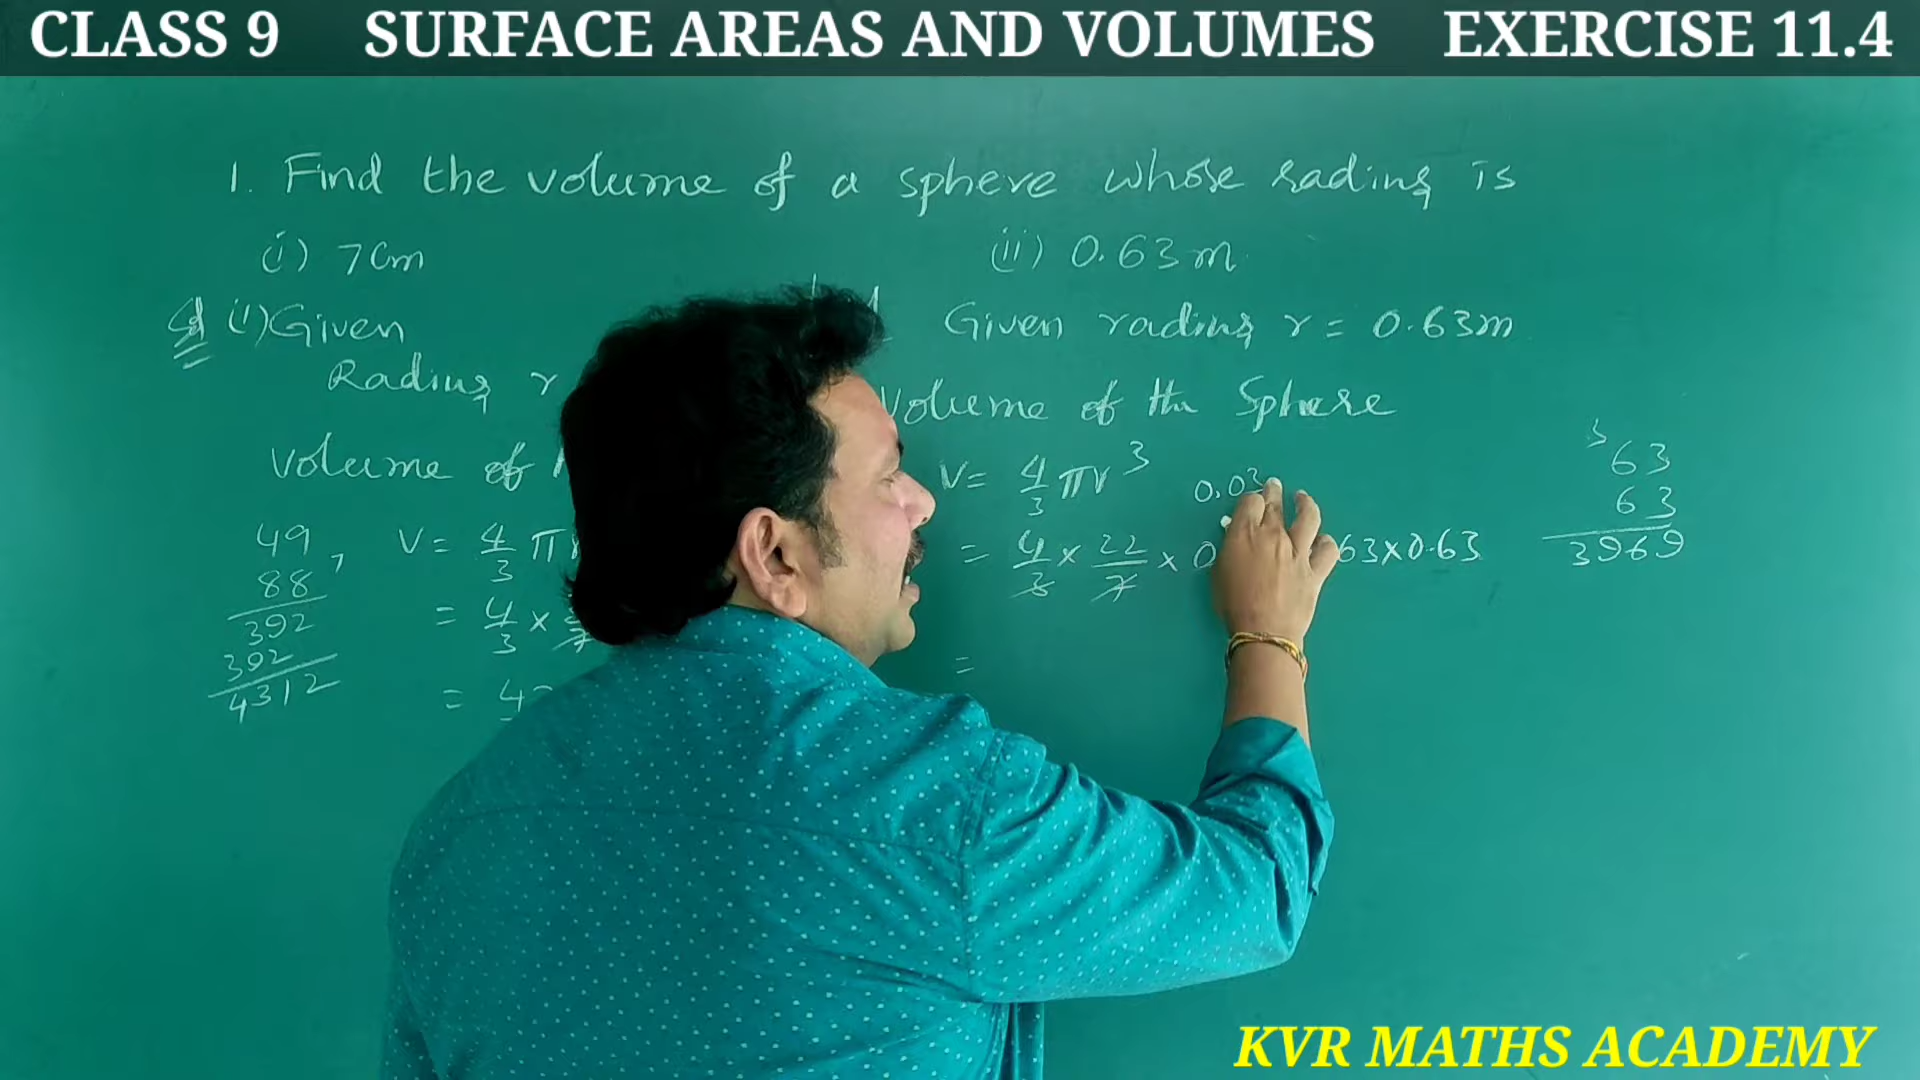 CLASS 9 SURFACE AREAS AND VOLUMES EXERCISE 11.4
1. Find the volume of a sphere whose radius is
(i) 7cm (ii) 0.63m
(i) Given
Radius r
Given radius r = 0.63m
Volume of
Volume of the Sphere
V = 4/3 πr³
= 4/3 × 22/7 × 0 63×0.63
0.03
=
V = 4/3 π
= 4/3 ×
= 4
49
88
392
392
4312
63
63
3969
KVR MATHS ACADEMY